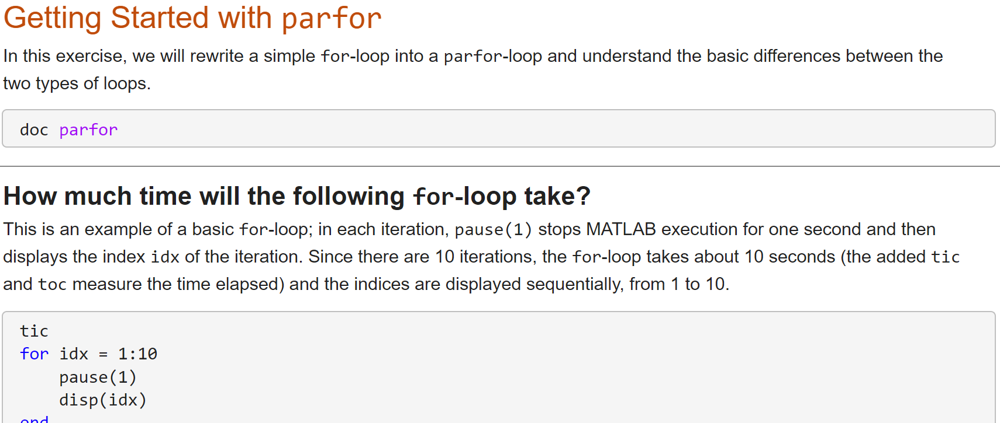 Getting Started with parfor
In this exercise, we will rewrite a simple for-loop into a parfor-loop and understand the basic differences between the
two types of loops.
doc parfor
How much time will the following for-loop take?
This is an example of a basic for-loop; in each iteration, pause(1) stops MATLAB execution for one second and then
displays the index idx of the iteration. Since there are 10 iterations, the for-loop takes about 10 seconds (the added tic
and toc measure the time elapsed) and the indices are displayed sequentially, from 1 to 10.
tic
for idx = 1:10
    pause(1)
    disp(idx)
end